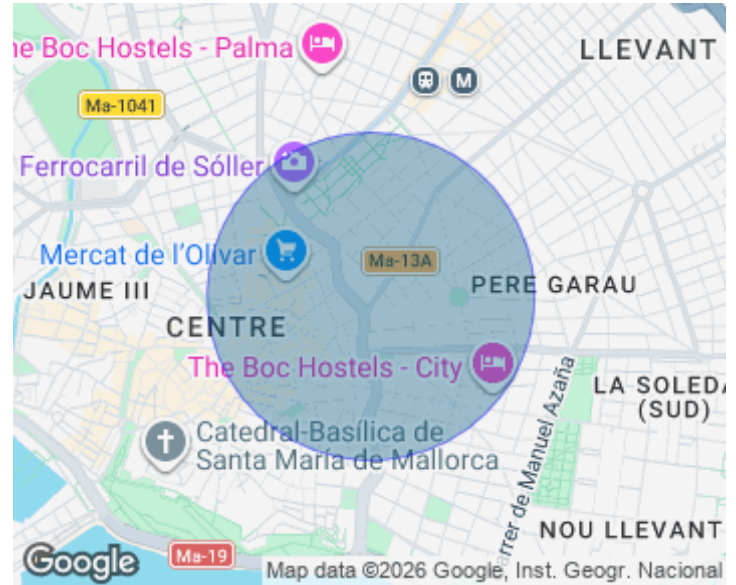 he Boc Hostels - Palma
LLEVANT
M
Ma-1041
Ferrocarril de Sóller
Mercat de l'Olivar
Ma-13A
JAUME III
PERE GARAU
CENTRE
The Boc Hostels - City
LA SOLEDA
(SUD)
rrer de Manuel Azaña
Catedral-Basílica de
Santa Maria de Mallorca
NOU LLEVANT
Google
Ma-19
Map data ©2026 Google, Inst. Geogr. Nacional